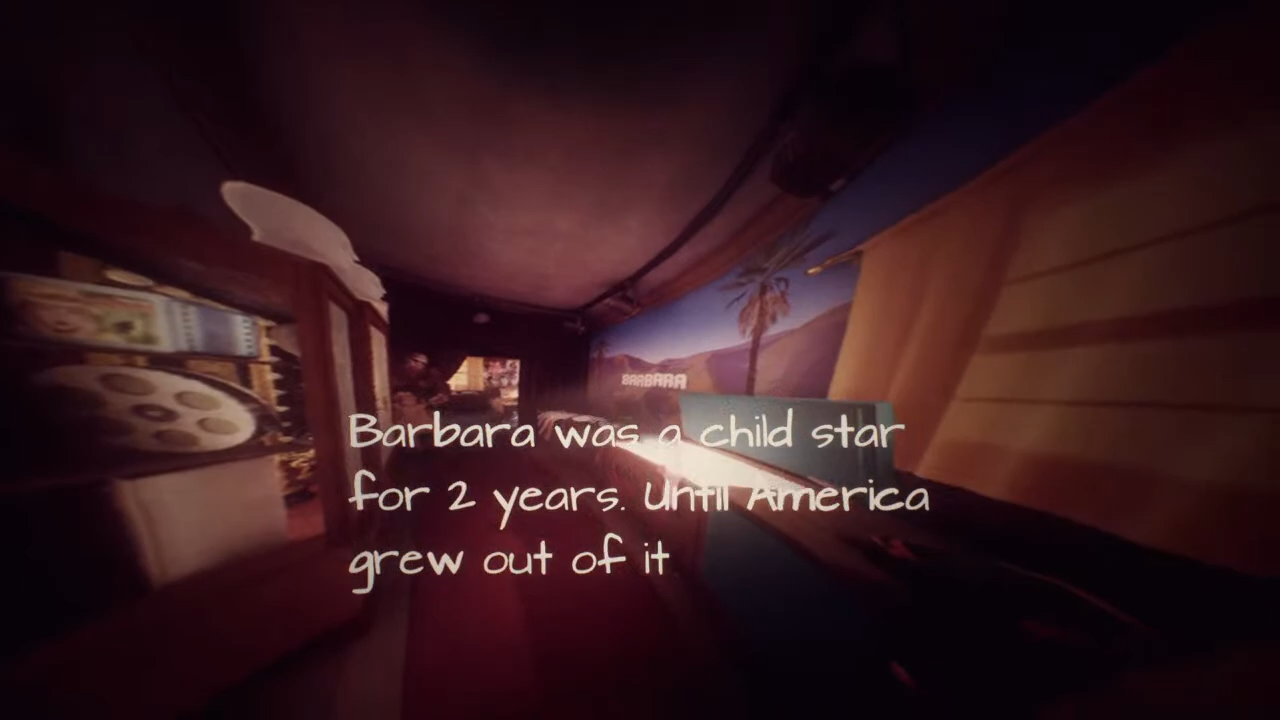 BARBARA
Barbara was a child star
for 2 years. Until America
grew out of it